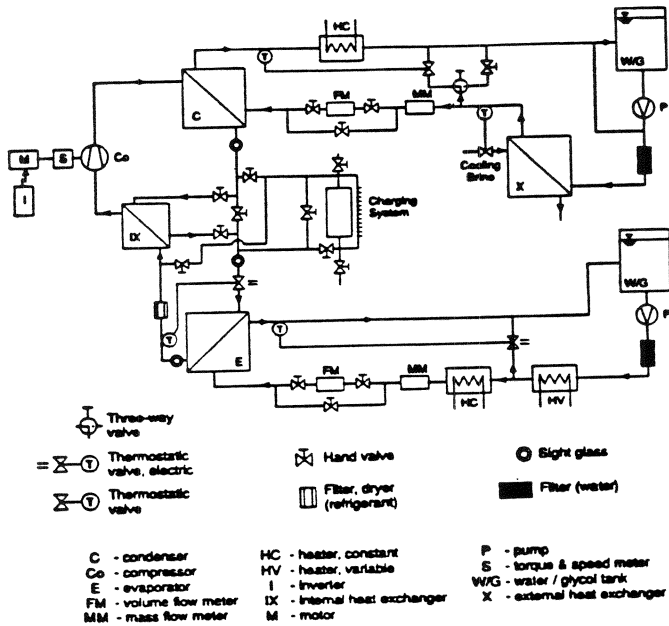 HC
W/G
T
C
FM
MM
P
T
M
S
Co
Cooling
Brine
X
I
IX
Charging
System
W/G
T
T
P
E
FM
MM
HC
HV
Three-way
valve
= T Thermostatic
valve, electric
Hand valve
Sight glass
T Thermostatic
valve
Filter, dryer
(refrigerant)
Filter (water)
C - condenser
Co - compressor
E - evaporator
FM - volume flow meter
MM - mass flow meter
HC - heater, constant
HV - heater, variable
I - Inverter
IX - Internal heat exchanger
M - motor
P - pump
S - torque & speed meter
W/G - water / glycol tank
X - external heat exchanger